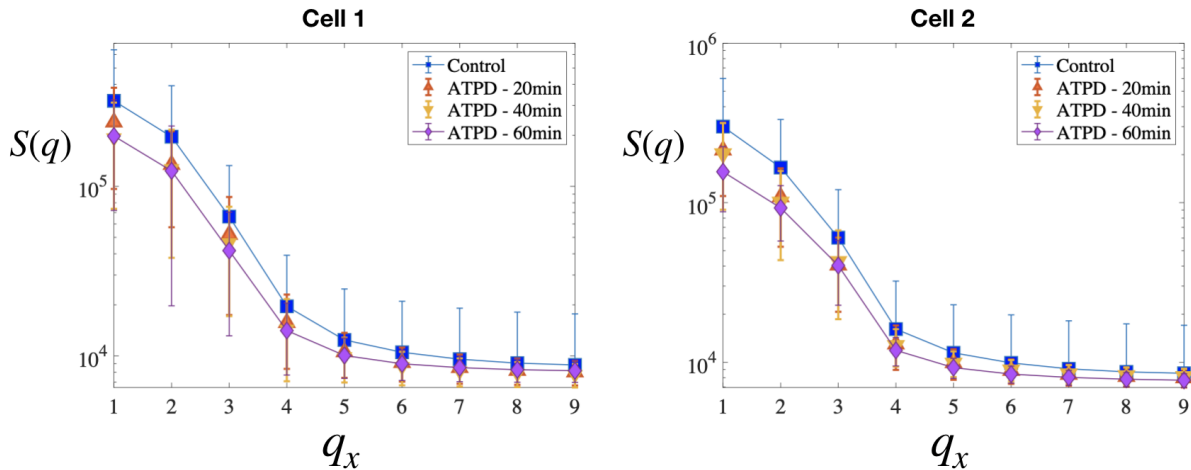 Cell 1
S(q)
10^5
10^4
1 2 3 4 5 6 7 8 9
q_x
Control
ATPD - 20min
ATPD - 40min
ATPD - 60min
Cell 2
S(q)
10^6
10^5
10^4
1 2 3 4 5 6 7 8 9
q_x
Control
ATPD - 20min
ATPD - 40min
ATPD - 60min